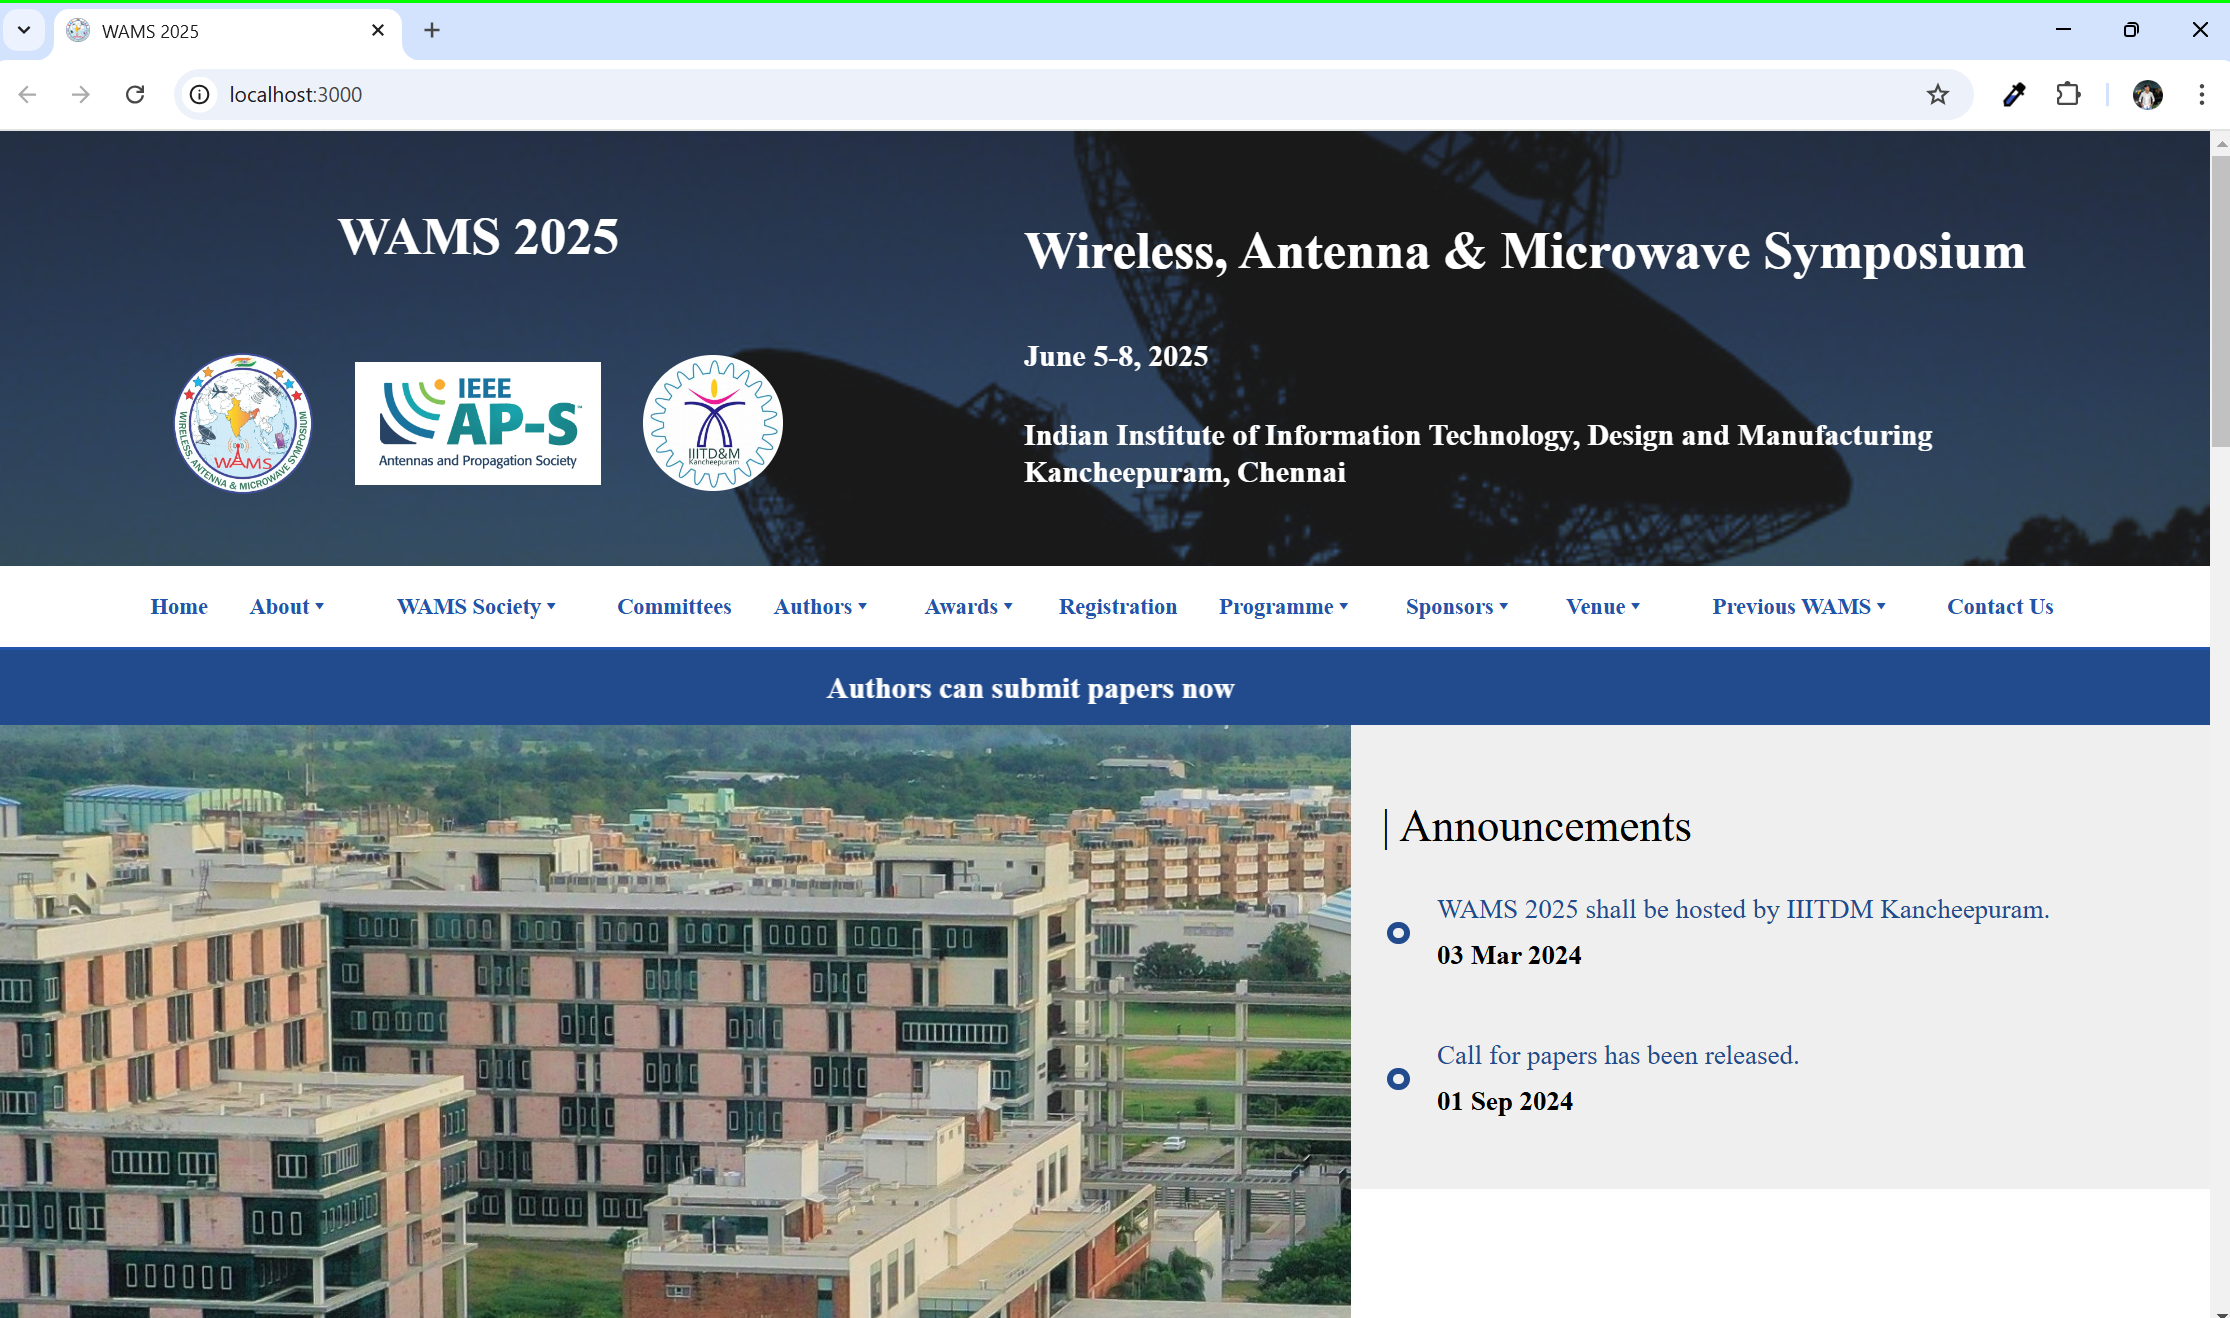 WAMS 2025
localhost:3000
WAMS 2025
Wireless, Antenna & Microwave Symposium
June 5-8, 2025
Indian Institute of Information Technology, Design and Manufacturing
Kancheepuram, Chennai
WIRELESS, ANTENNA & MICROWAVE SYMPOSIUM
WAMS
IEEE
AP-S™
Antennas and Propagation Society
IIITD&M
Kancheepuram
Home About WAMS Society Committees Authors Awards Registration Programme Sponsors Venue Previous WAMS Contact Us
Authors can submit papers now
| Announcements
WAMS 2025 shall be hosted by IIITDM Kancheepuram.
03 Mar 2024
Call for papers has been released.
01 Sep 2024